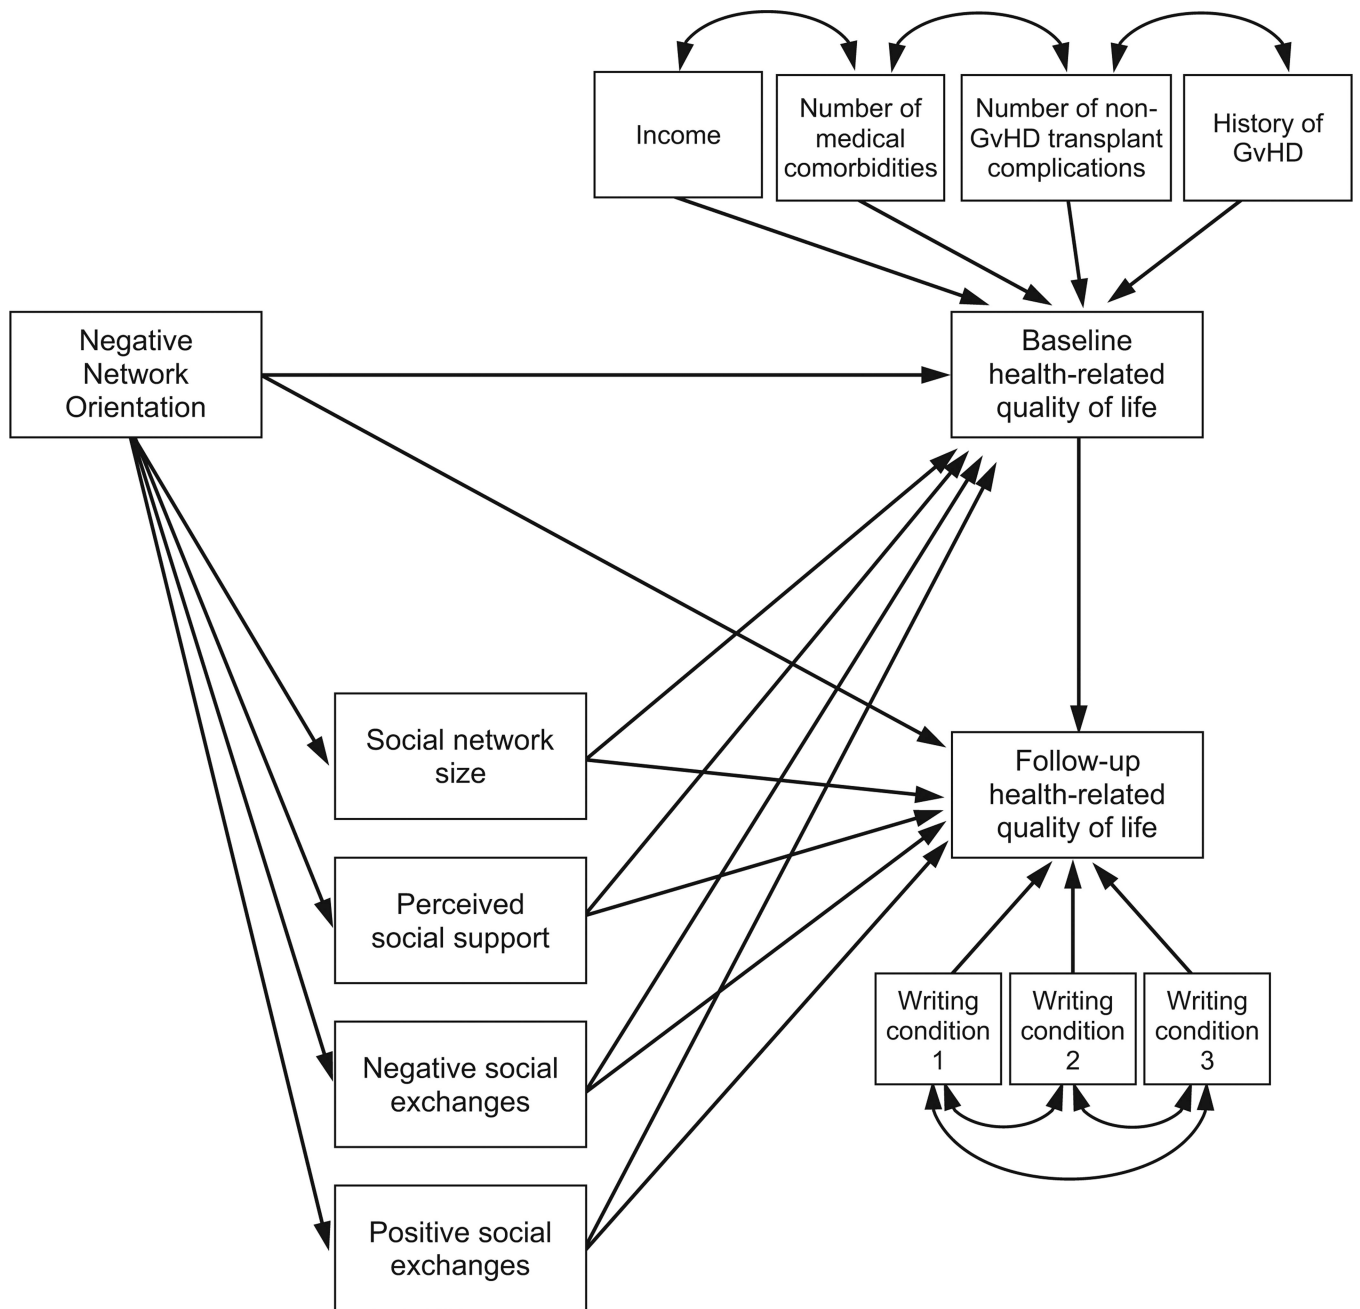 Income
Number of
medical
comorbidities
Number of non-
GvHD transplant
complications
History of
GvHD
Negative
Network
Orientation
Baseline
health-related
quality of life
Social network
size
Follow-up
health-related
quality of life
Perceived
social support
Negative social
exchanges
Writing
condition
1
Writing
condition
2
Writing
condition
3
Positive social
exchanges